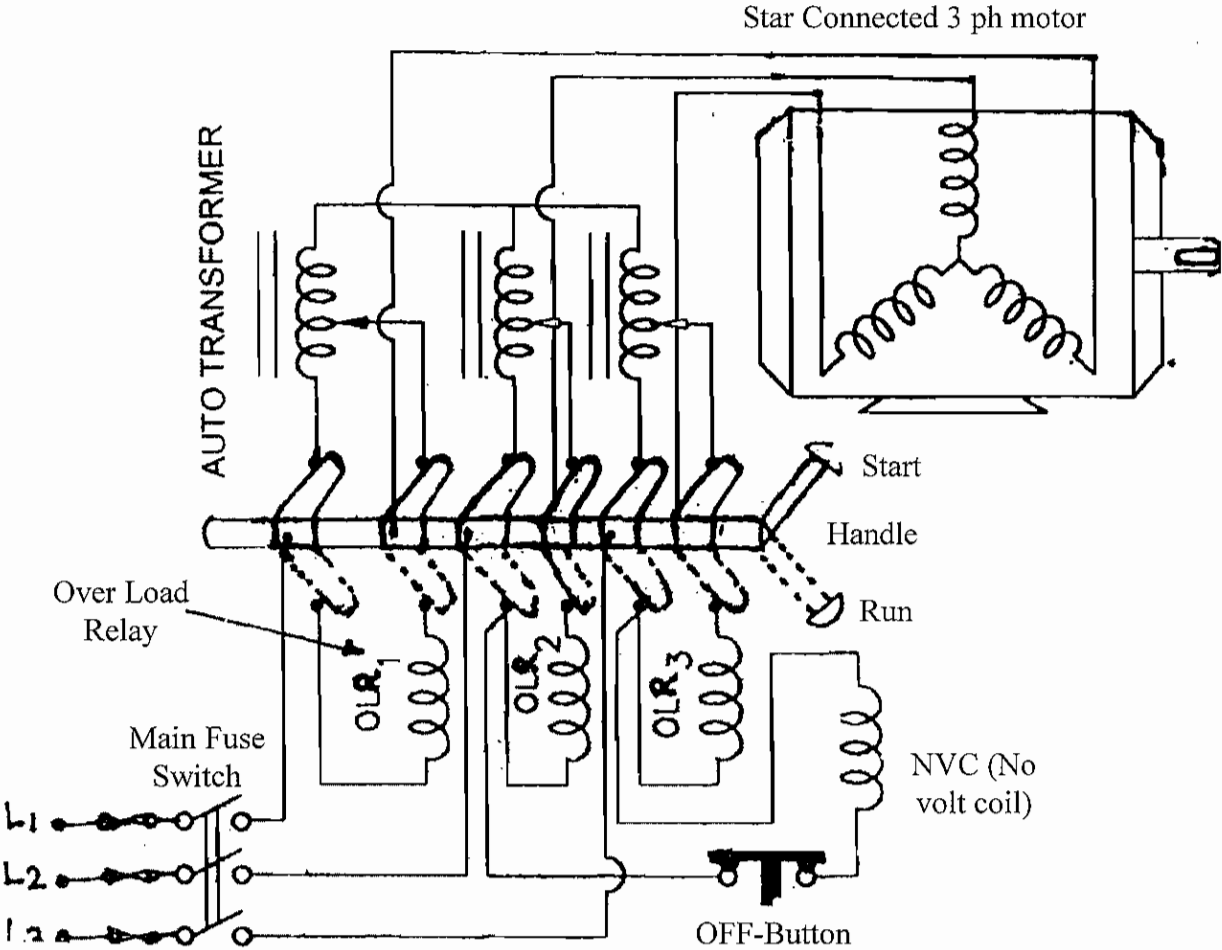 Star Connected 3 ph motor
AUTO TRANSFORMER
Start
Handle
Run
Over Load
Relay
OLR1
OLR2
OLR3
Main Fuse
Switch
NVC (No
volt coil)
L1
L2
OFF-Button